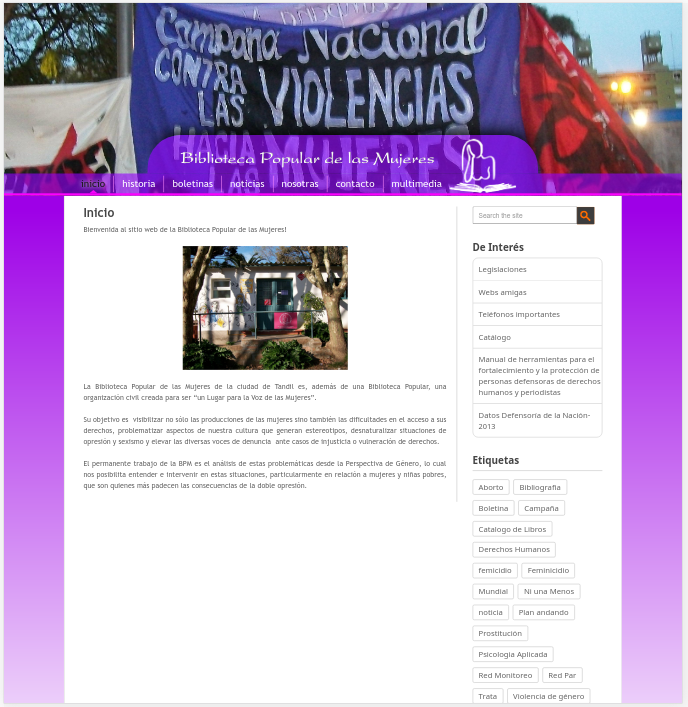 Campaña Nacional
CONTRA
LAS VIOLENCIAS
HACIA
LAS MUJERES
Biblioteca Popular de las Mujeres
inicio historia boletinas noticias nosotras contacto multimedia
Inicio
Bienvenida al sitio web de la Biblioteca Popular de las Mujeres!
La Biblioteca Popular de las Mujeres de la ciudad de Tandil es, además de una Biblioteca Popular, una
organización civil creada para ser “un Lugar para la Voz de las Mujeres”.
Su objetivo es visibilizar no sólo las producciones de las mujeres sino también las dificultades en el acceso a sus
derechos, problematizar aspectos de nuestra cultura que generan estereotipos, desnaturalizar situaciones de
opresión y sexismo y elevar las diversas voces de denuncia ante casos de injusticia o vulneración de derechos.
El permanente trabajo de la BPM es el análisis de estas problemáticas desde la Perspectiva de Género, lo cual
nos posibilita entender e intervenir en estas situaciones, particularmente en relación a mujeres y niñas pobres,
que son quienes más padecen las consecuencias de la doble opresión.
Search the site
De Interés
Legislaciones
Webs amigas
Teléfonos importantes
Catálogo
Manual de herramientas para el
fortalecimiento y la protección de
personas defensoras de derechos
humanos y periodistas
Datos Defensoría de la Nación-
2013
Etiquetas
Aborto Bibliografia
Boletina Campaña
Catalogo de Libros
Derechos Humanos
femicidio Feminicidio
Mundial Ni una Menos
noticia Plan andando
Prostitución
Psicología Aplicada
Red Monitoreo Red Par
Trata Violencia de género